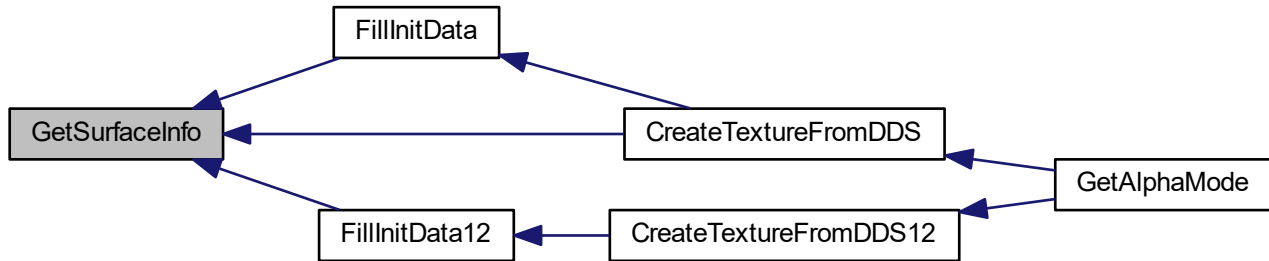 FillInitData
GetSurfaceInfo
CreateTextureFromDDS
GetAlphaMode
FillInitData12
CreateTextureFromDDS12